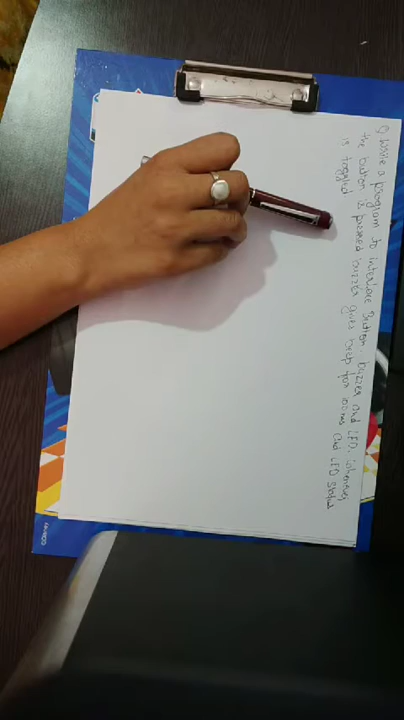 Q Write a program to interface Button, buzzer and LED. Whenever
the button is pressed buzzer gives beep for 100ms and LED status
is toggled